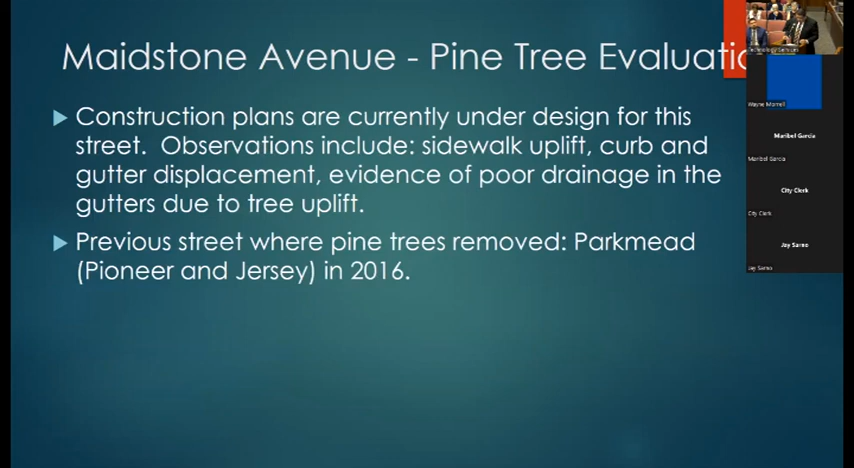 Maidstone Avenue - Pine Tree Evaluatio
Construction plans are currently under design for this
street. Observations include: sidewalk uplift, curb and
gutter displacement, evidence of poor drainage in the
gutters due to tree uplift.
Previous street where pine trees removed: Parkmead
(Pioneer and Jersey) in 2016.
Technology Services
Wayne Morrell
Maribel Garcia
Maribel Garcia
City Clerk
City Clerk
Jay Sarno
Jay Sarno